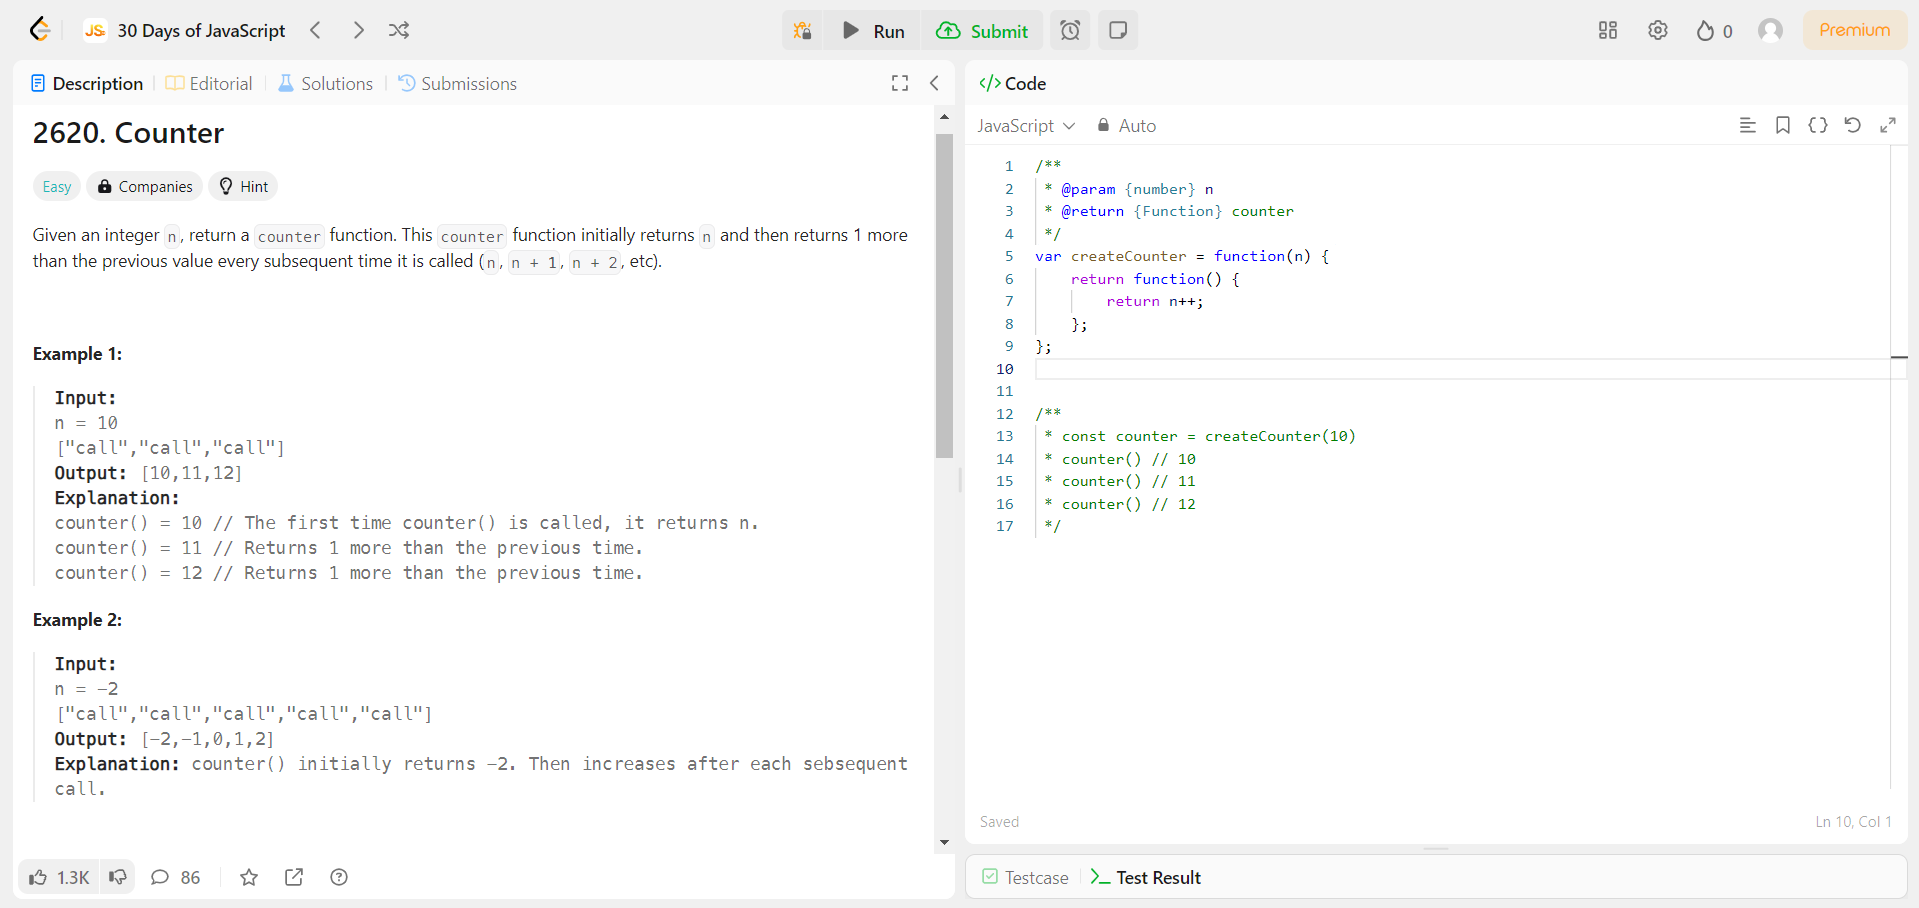 JS 30 Days of JavaScript
Run
Submit
0
Premium
Description
Editorial
Solutions
Submissions
2620. Counter
Easy
Companies
Hint
Given an integer n, return a counter function. This counter function initially returns n and then returns 1 more
than the previous value every subsequent time it is called (n, n + 1, n + 2, etc).
Example 1:
Input:
n = 10
["call","call","call"]
Output: [10,11,12]
Explanation:
counter() = 10 // The first time counter() is called, it returns n.
counter() = 11 // Returns 1 more than the previous time.
counter() = 12 // Returns 1 more than the previous time.
Example 2:
Input:
n = -2
["call","call","call","call","call"]
Output: [-2,-1,0,1,2]
Explanation: counter() initially returns -2. Then increases after each sebsequent
call.
1.3K
86
</> Code
JavaScript
Auto
1 /**
2 * @param {number} n
3 * @return {Function} counter
4 */
5 var createCounter = function(n) {
6 return function() {
7 return n++;
8 };
9 };
10
11
12 /**
13 * const counter = createCounter(10)
14 * counter() // 10
15 * counter() // 11
16 * counter() // 12
17 */
Saved
Ln 10, Col 1
Testcase
Test Result